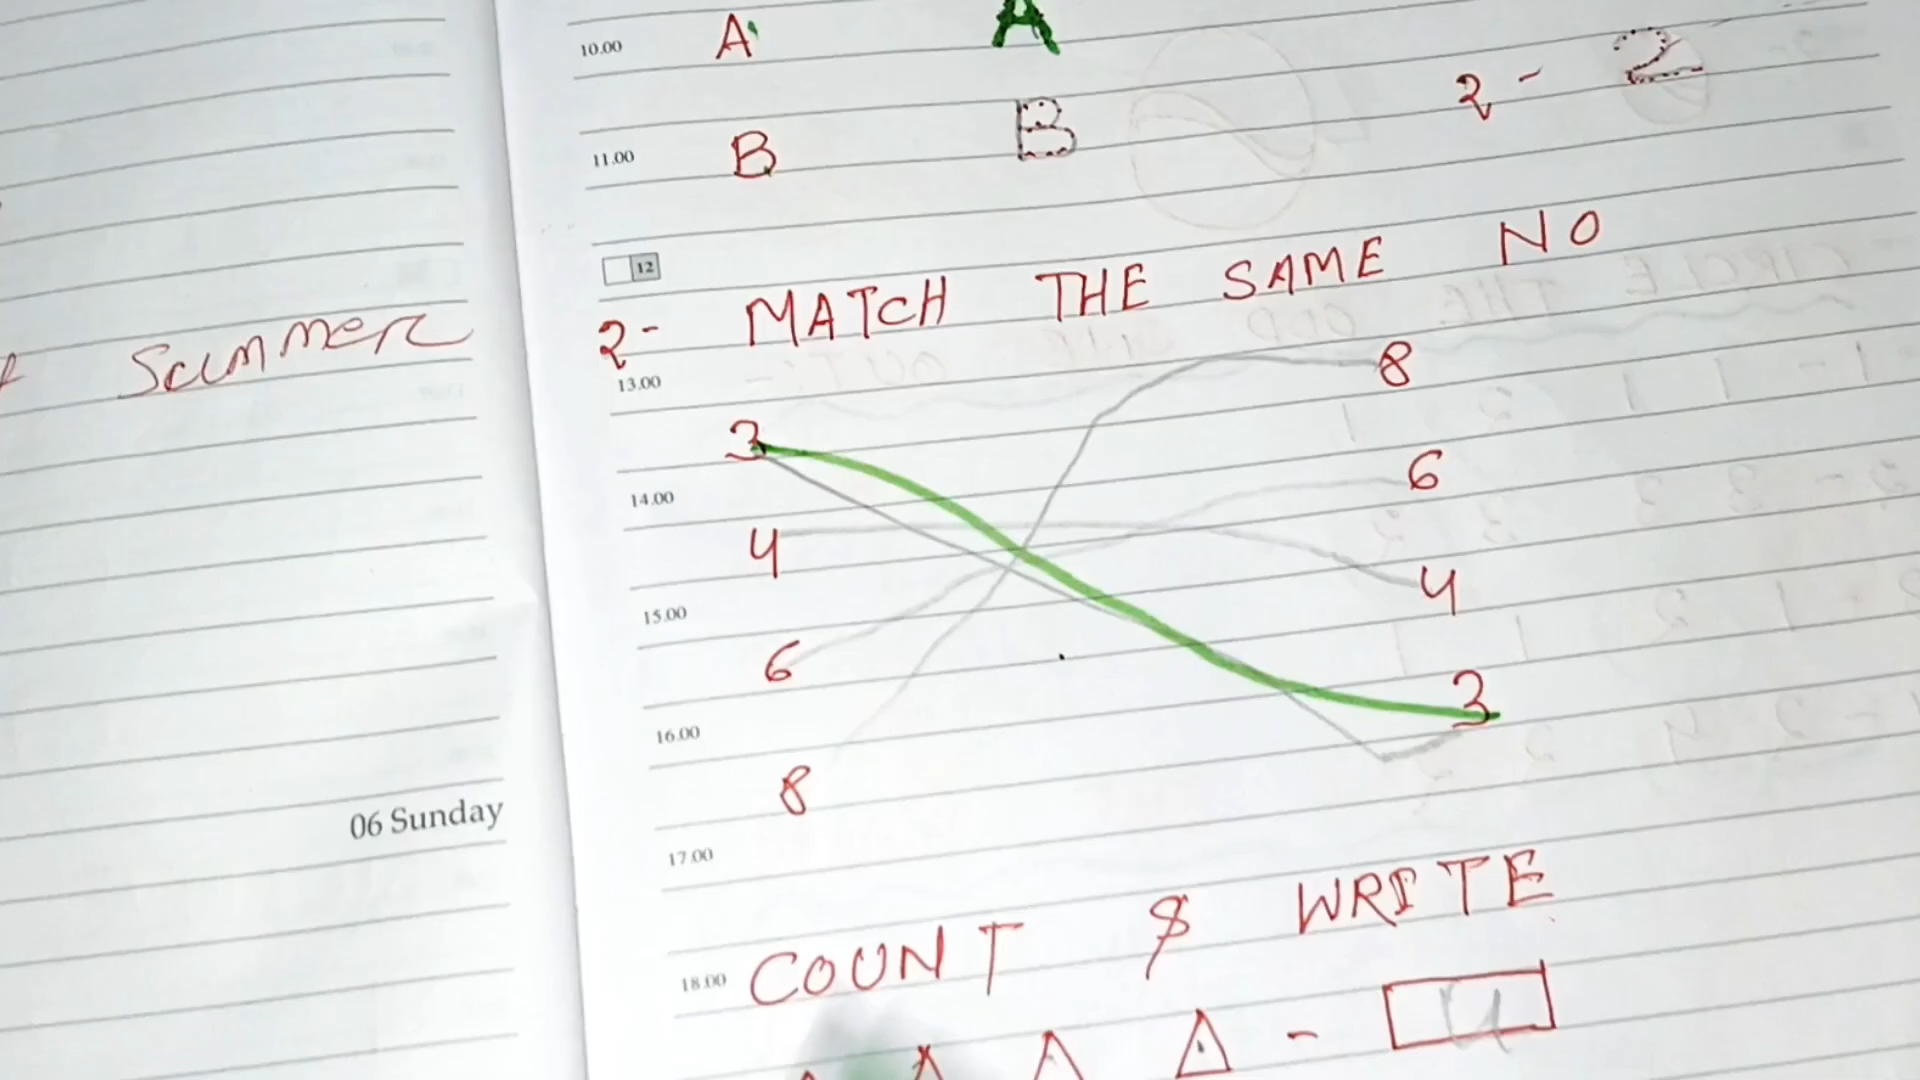 10.00 A A
2 - 2
11.00 B B
12
2- MATCH THE SAME NO
Summer
13.00
8
3
14.00
6
4
4
15.00
6
3
16.00
8
06 Sunday
17.00
COUNT & WRITE
18.00
- 4